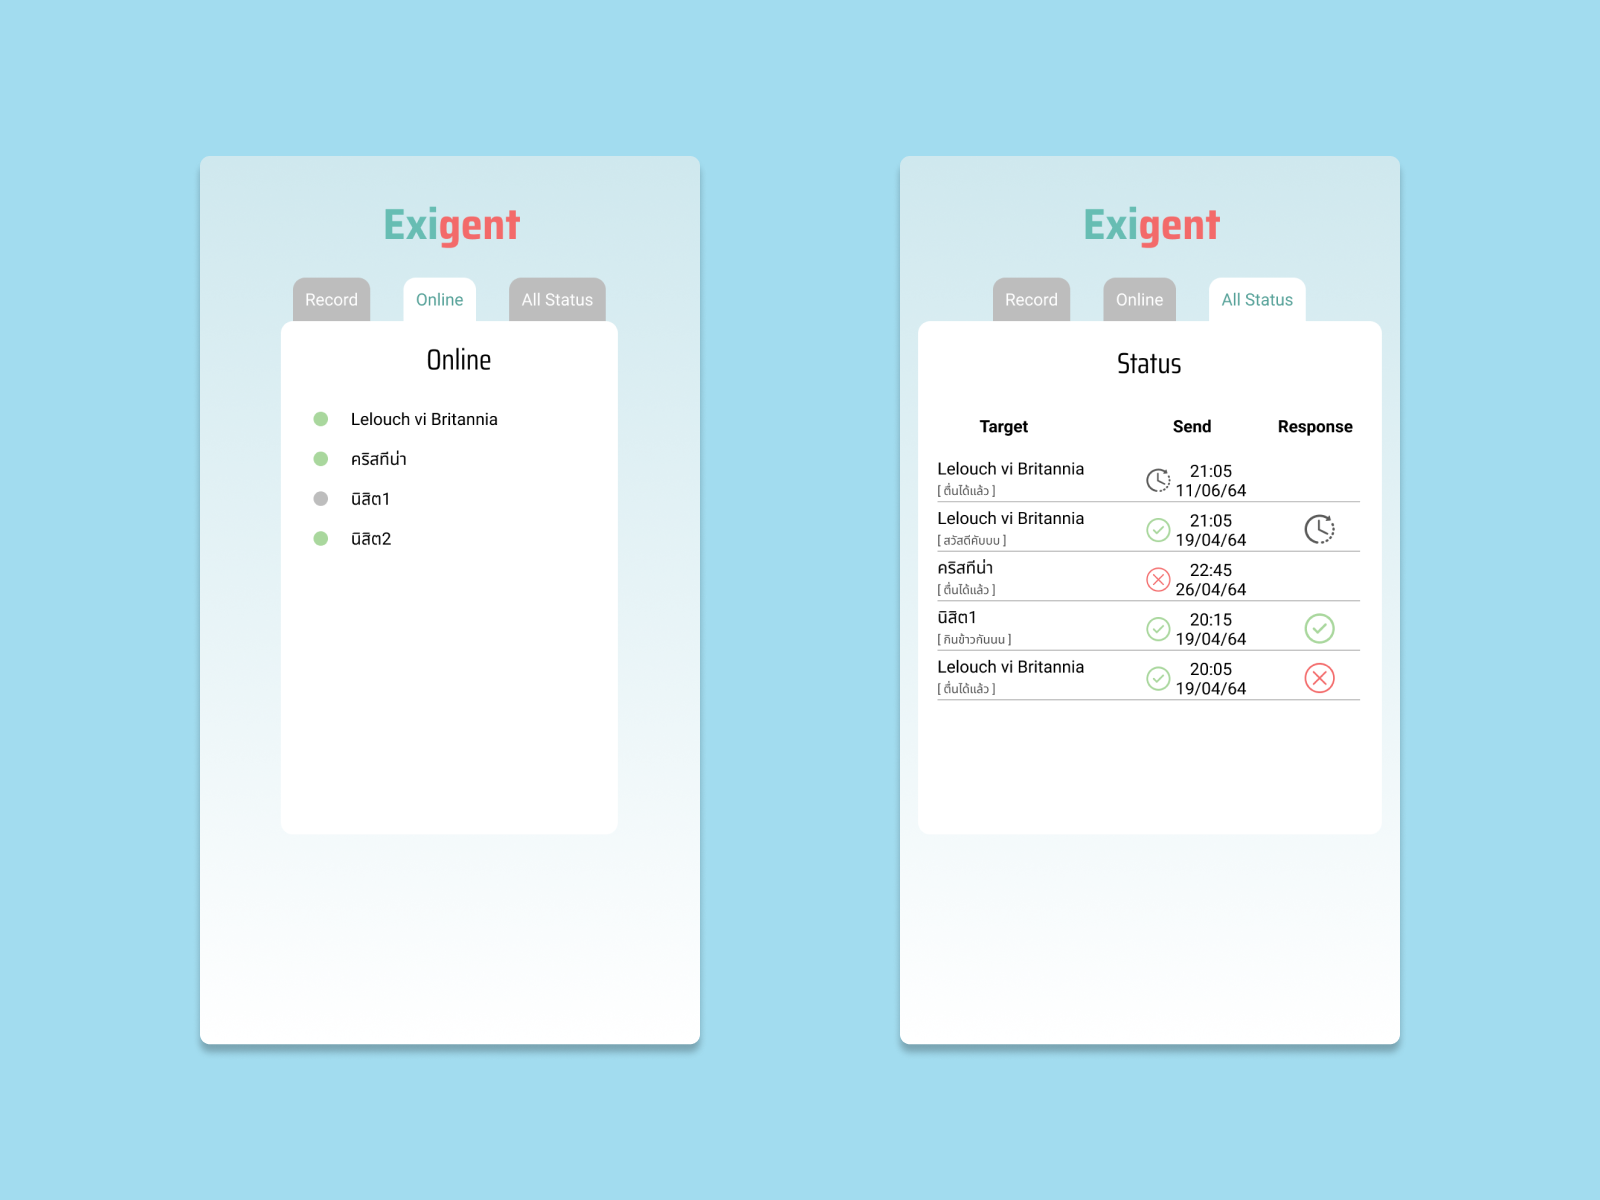 Exigent
Record Online All Status
Online
Lelouch vi Britannia
คริสทีน่า
นิสิต1
นิสิต2
Exigent
Record Online All Status
Status
Target Send Response
Lelouch vi Britannia 21:05
[ ตื่นได้แล้ว ] 11/06/64
Lelouch vi Britannia 21:05
[ สวัสดีคับบบ ] 19/04/64
คริสทีน่า 22:45
[ ตื่นได้แล้ว ] 26/04/64
นิสิต1 20:15
[ กินข้าวกันนน ] 19/04/64
Lelouch vi Britannia 20:05
[ ตื่นได้แล้ว ] 19/04/64